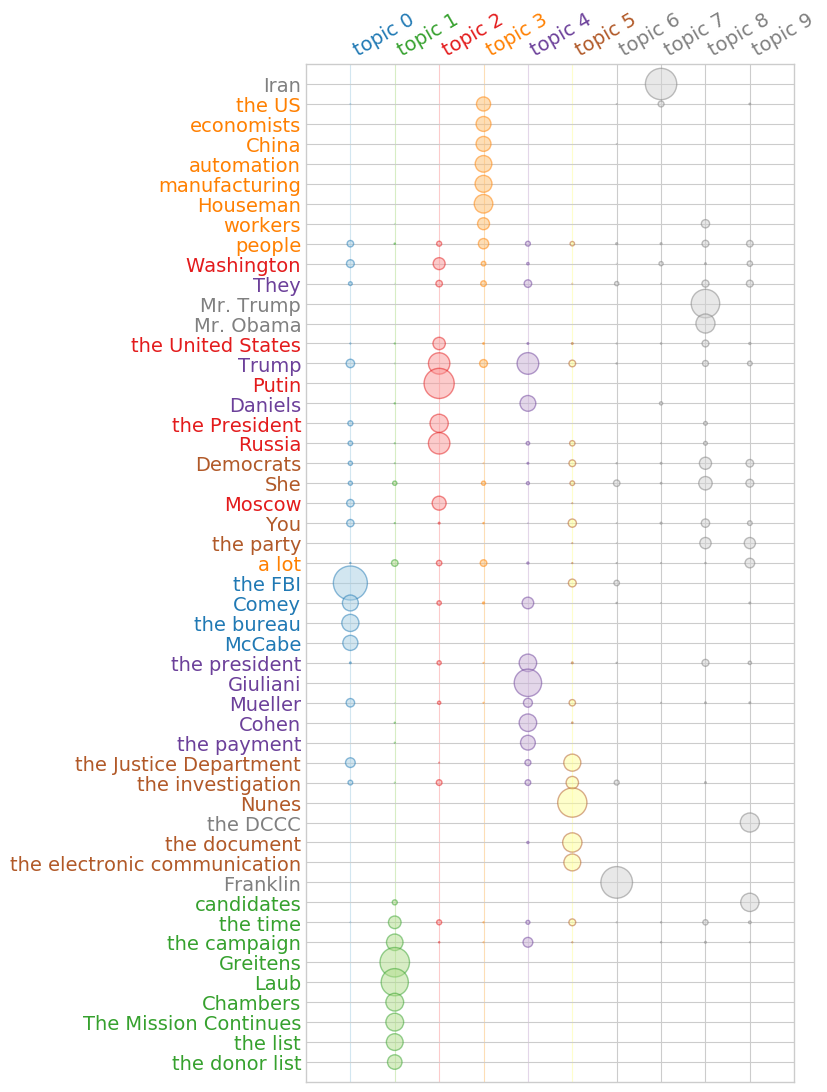 topic 0 topic 1 topic 2 topic 3 topic 4 topic 5 topic 6 topic 7 topic 8 topic 9
Iran
the US
economists
China
automation
manufacturing
Houseman
workers
people
Washington
They
Mr. Trump
Mr. Obama
the United States
Trump
Putin
Daniels
the President
Russia
Democrats
She
Moscow
You
the party
a lot
the FBI
Comey
the bureau
McCabe
the president
Giuliani
Mueller
Cohen
the payment
the Justice Department
the investigation
Nunes
the DCCC
the document
the electronic communication
Franklin
candidates
the time
the campaign
Greitens
Laub
Chambers
The Mission Continues
the list
the donor list